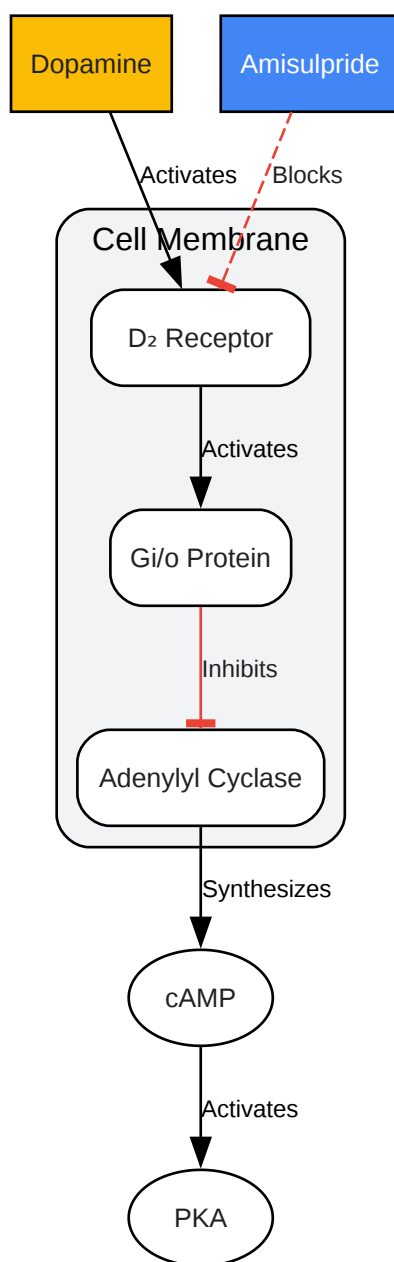 Dopamine
Amisulpride
Activates
Blocks
Cell Membrane
D₂ Receptor
Activates
Gi/o Protein
Inhibits
Adenylyl Cyclase
Synthesizes
cAMP
Activates
PKA